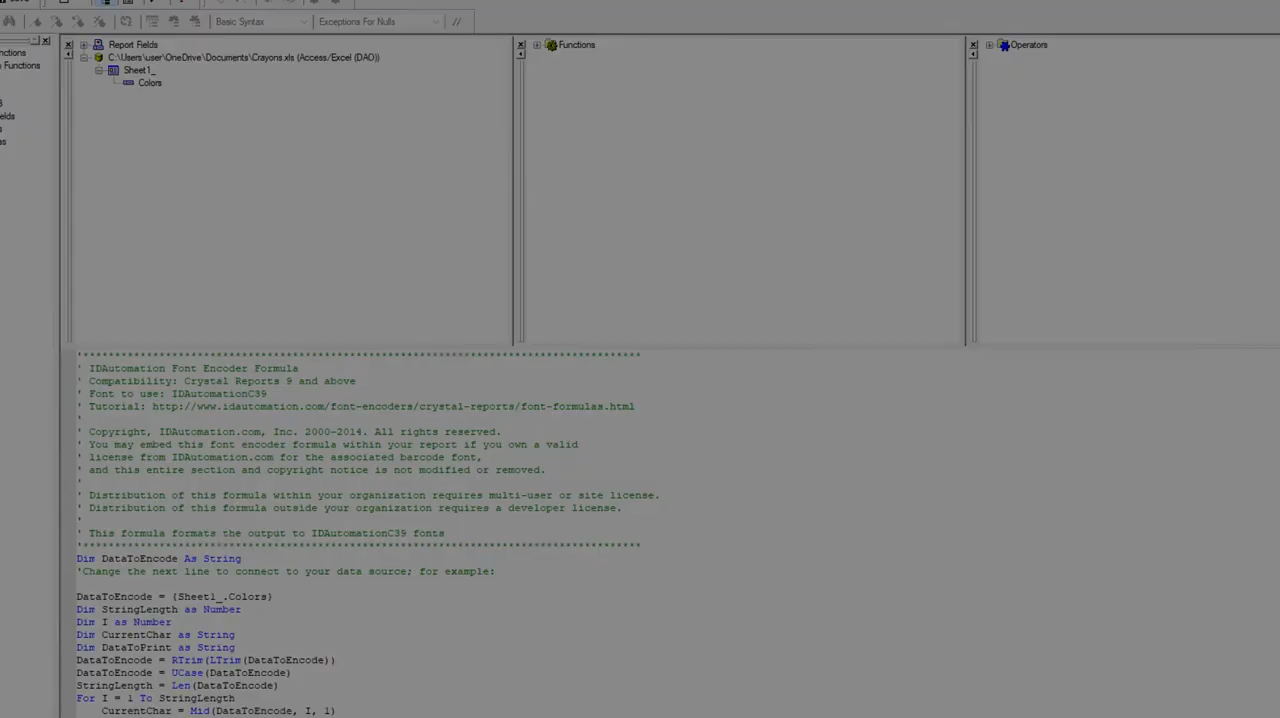 Basic Syntax
Exceptions For Nulls
//
Functions
3
elds
s
as
Report Fields
C:\Users\user\OneDrive\Documents\Crayons.xls (Access/Excel (DAO))
Sheet1_
Colors
Functions
Operators
'*****************************************************************************************
' IDAutomation Font Encoder Formula
' Compatibility: Crystal Reports 9 and above
' Font to use: IDAutomationC39
' Tutorial: http://www.idautomation.com/font-encoders/crystal-reports/font-formulas.html
'
' Copyright, IDAutomation.com, Inc. 2000-2014. All rights reserved.
' You may embed this font encoder formula within your report if you own a valid
' license from IDAutomation.com for the associated barcode font,
' and this entire section and copyright notice is not modified or removed.
'
' Distribution of this formula within your organization requires multi-user or site license.
' Distribution of this formula outside your organization requires a developer license.
'
' This formula formats the output to IDAutomationC39 fonts
'*****************************************************************************************
Dim DataToEncode As String
'Change the next line to connect to your data source; for example:
DataToEncode = {Sheet1_.Colors}
Dim StringLength as Number
Dim I as Number
Dim CurrentChar as String
Dim DataToPrint as String
DataToEncode = RTrim(LTrim(DataToEncode))
DataToEncode = UCase(DataToEncode)
StringLength = Len(DataToEncode)
For I = 1 To StringLength
CurrentChar = Mid(DataToEncode, I, 1)